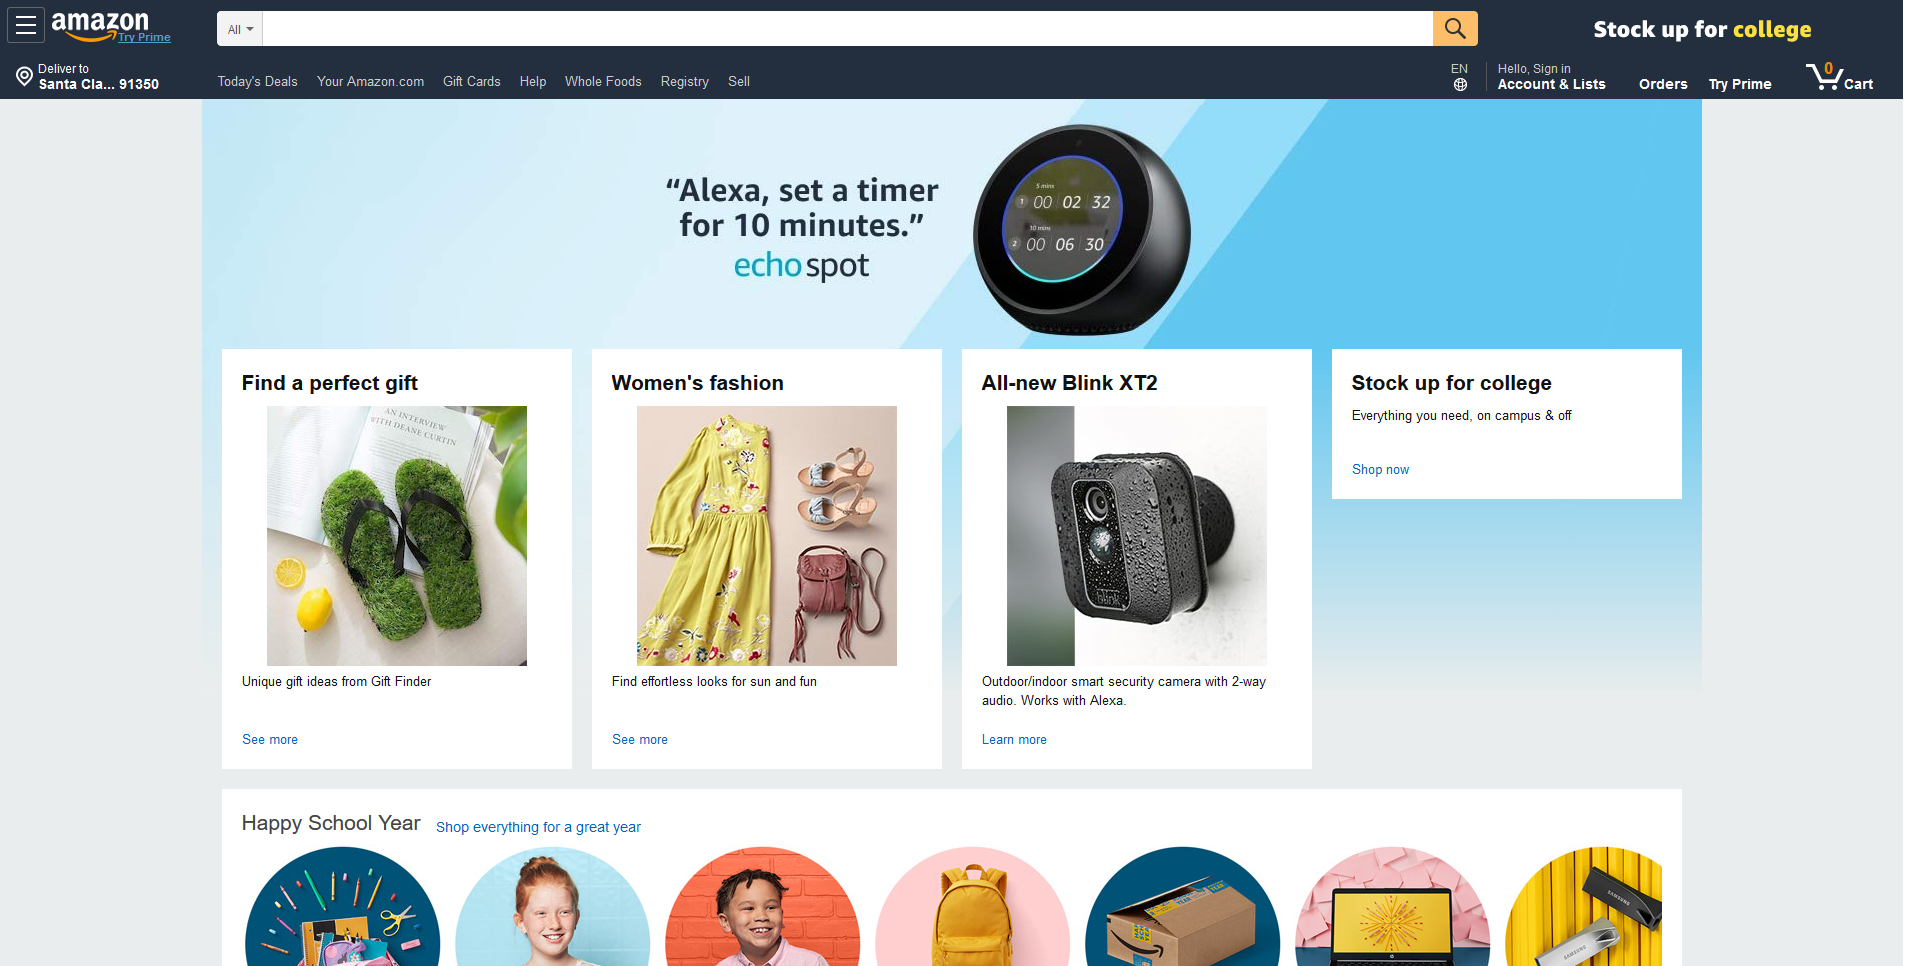 amazon
Try Prime
All
Stock up for college
Deliver to
Santa Cla... 91350
Today's Deals
Your Amazon.com
Gift Cards
Help
Whole Foods
Registry
Sell
EN
Hello, Sign in
Account & Lists
Orders
Try Prime
0
Cart
“Alexa, set a timer
for 10 minutes.”
echo spot
5 mins
1 00 02 32
10 mins
2 00 06 30
Find a perfect gift
AN INTERVIEW
WITH DEANE CURTIN
Unique gift ideas from Gift Finder
See more
Women's fashion
Find effortless looks for sun and fun
See more
All-new Blink XT2
blink
Outdoor/indoor smart security camera with 2-way
audio. Works with Alexa.
Learn more
Stock up for college
Everything you need, on campus & off
Shop now
Happy School Year
Shop everything for a great year
SAMSUNG
SAMSUNG